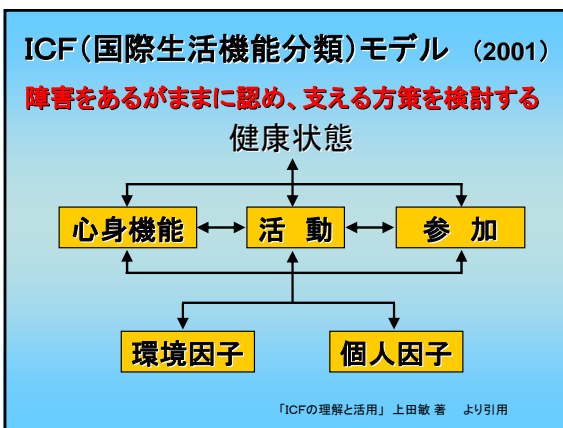 ICF(国際生活機能分類)モデル (2001)
障害をあるがままに認め、支える方策を検討する
健康状態
心身機能 活 動 参 加
環境因子 個人因子
「ICFの理解と活用」 上田敏 著 より引用